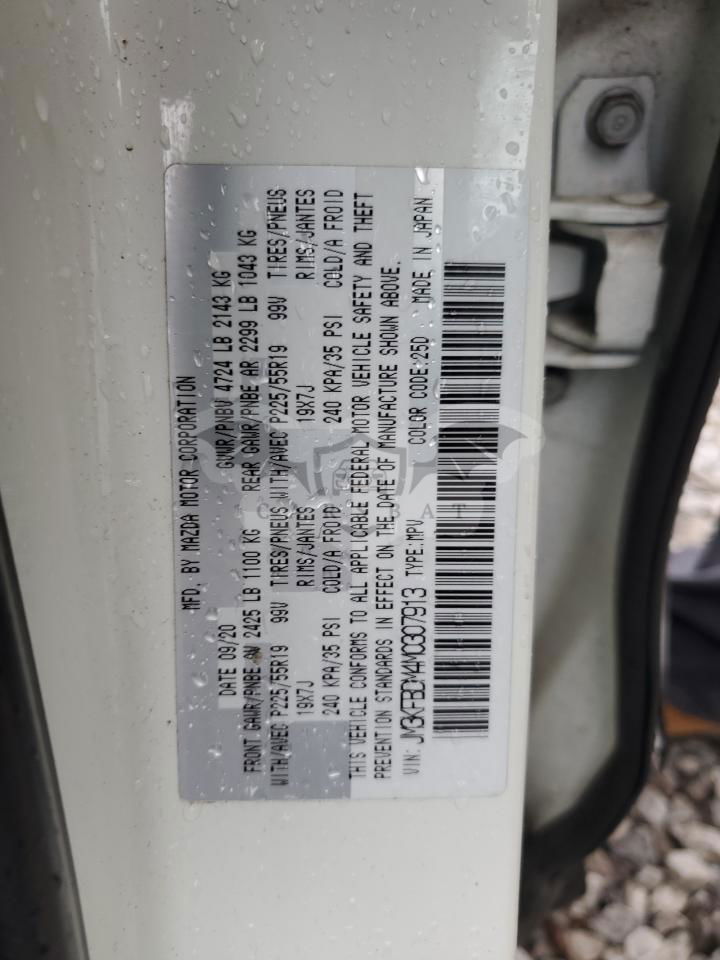 MFD. BY MAZDA MOTOR CORPORATION
DATE 09/20 GVWR/PNBV 4724 LB 2143 KG
FRONT GAWR/PNBE AV 2425 LB 1100 KG REAR GAWR/PNBE AR 2299 LB 1043 KG
WITH/AVEC P225/55R19 99V TIRES/PNEUS WITH/AVEC P225/55R19 99V TIRES/PNEUS
19X7J RIMS/JANTES 19X7J RIMS/JANTES
240 KPA/35 PSI COLD/A FROID 240 KPA/35 PSI COLD/A FROID
THIS VEHICLE CONFORMS TO ALL APPLICABLE FEDERAL MOTOR VEHICLE SAFETY AND THEFT
PREVENTION STANDARDS IN EFFECT ON THE DATE OF MANUFACTURE SHOWN ABOVE.
VIN: JM3KFBDM4M0307913 TYPE:MPV COLOR CODE:25D MADE IN JAPAN